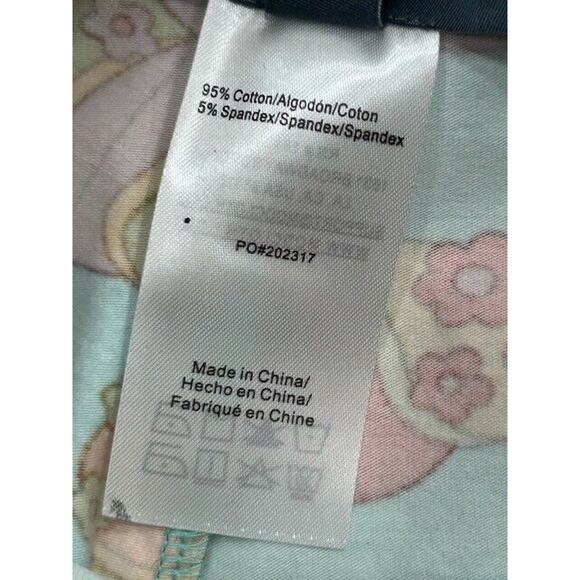 95% Cotton/Algodón/Coton
5% Spandex/Spandex/Spandex
PO#202317
Made in China/
Hecho en China/
Fabriqué en Chine